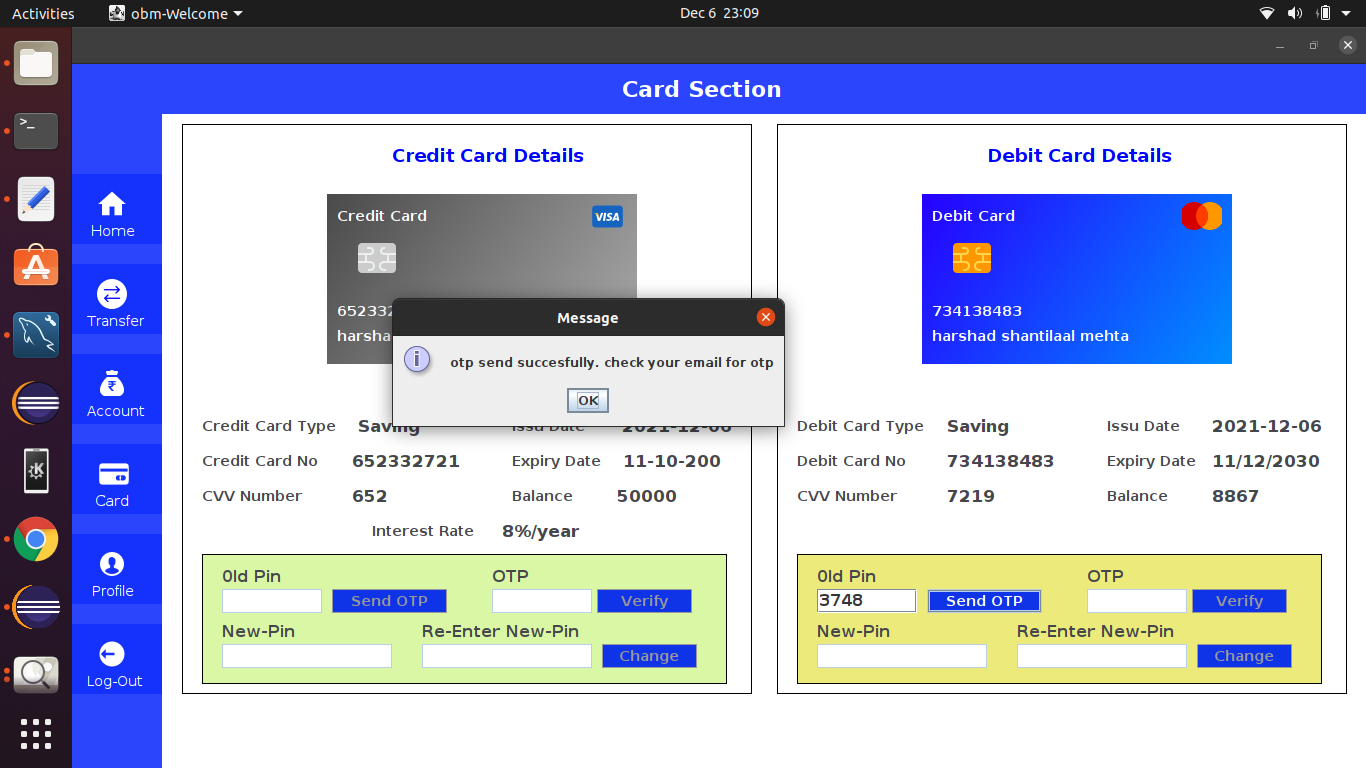 Activities obm-Welcome Dec 6 23:09
Card Section
Home
Transfer
Account
Card
Profile
Log-Out
Credit Card Details
Credit Card VISA
65233
harsha
Credit Card Type Saving Issu Date 2021-12-06
Credit Card No 652332721 Expiry Date 11-10-200
CVV Number 652 Balance 50000
Interest Rate 8%/year
0ld Pin OTP
Send OTP Verify
New-Pin Re-Enter New-Pin
Change
Debit Card Details
Debit Card
734138483
harshad shantilaal mehta
Debit Card Type Saving Issu Date 2021-12-06
Debit Card No 734138483 Expiry Date 11/12/2030
CVV Number 7219 Balance 8867
0ld Pin OTP
3748 Send OTP Verify
New-Pin Re-Enter New-Pin
Change
Message
otp send succesfully. check your email for otp
OK